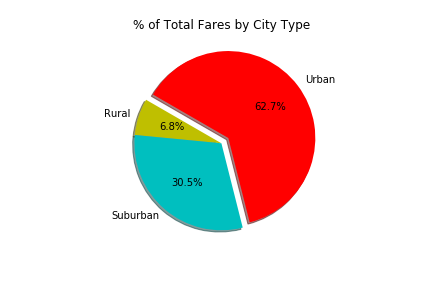 % of Total Fares by City Type
Urban
62.7%
Rural
6.8%
30.5%
Suburban